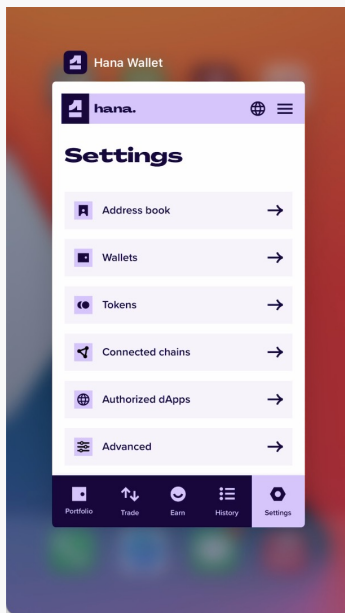 Hana Wallet
hana.
Settings
Address book
Wallets
Tokens
Connected chains
Authorized dApps
Advanced
Portfolio Trade Earn History Settings